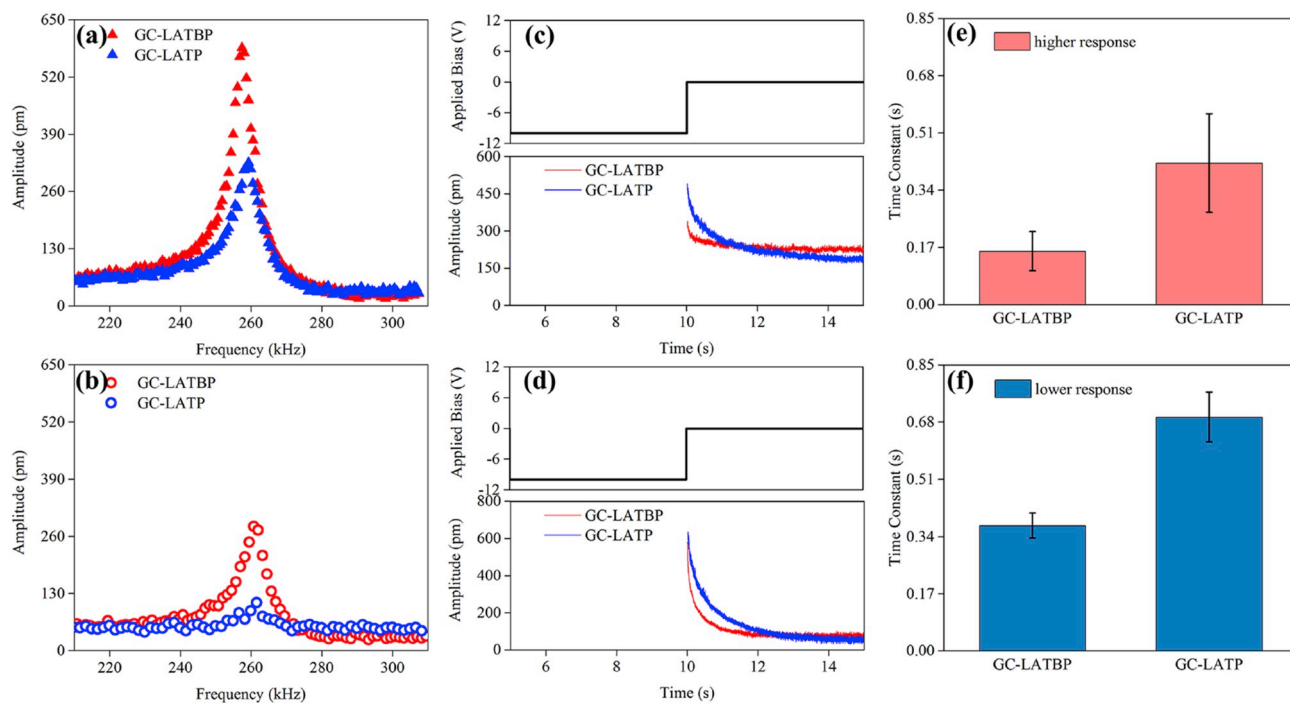 (a)
GC-LATBP
GC-LATP
650
520
390
260
130
0
Amplitude (pm)
220
240
260
280
300
Frequency (kHz)
(c)
12
6
0
-6
-12
Applied Bias (V)
600
450
300
150
0
Amplitude (pm)
GC-LATBP
GC-LATP
6
8
10
12
14
Time (s)
(e)
higher response
0.85
0.68
0.51
0.34
0.17
0.00
Time Constant (s)
GC-LATBP
GC-LATP
(b)
GC-LATBP
GC-LATP
650
520
390
260
130
0
Amplitude (pm)
220
240
260
280
300
Frequency (kHz)
(d)
12
6
0
-6
-12
Applied Bias (V)
800
600
400
200
0
Amplitude (pm)
GC-LATBP
GC-LATP
6
8
10
12
14
Time (s)
(f)
lower response
0.85
0.68
0.51
0.34
0.17
0.00
Time Constant (s)
GC-LATBP
GC-LATP